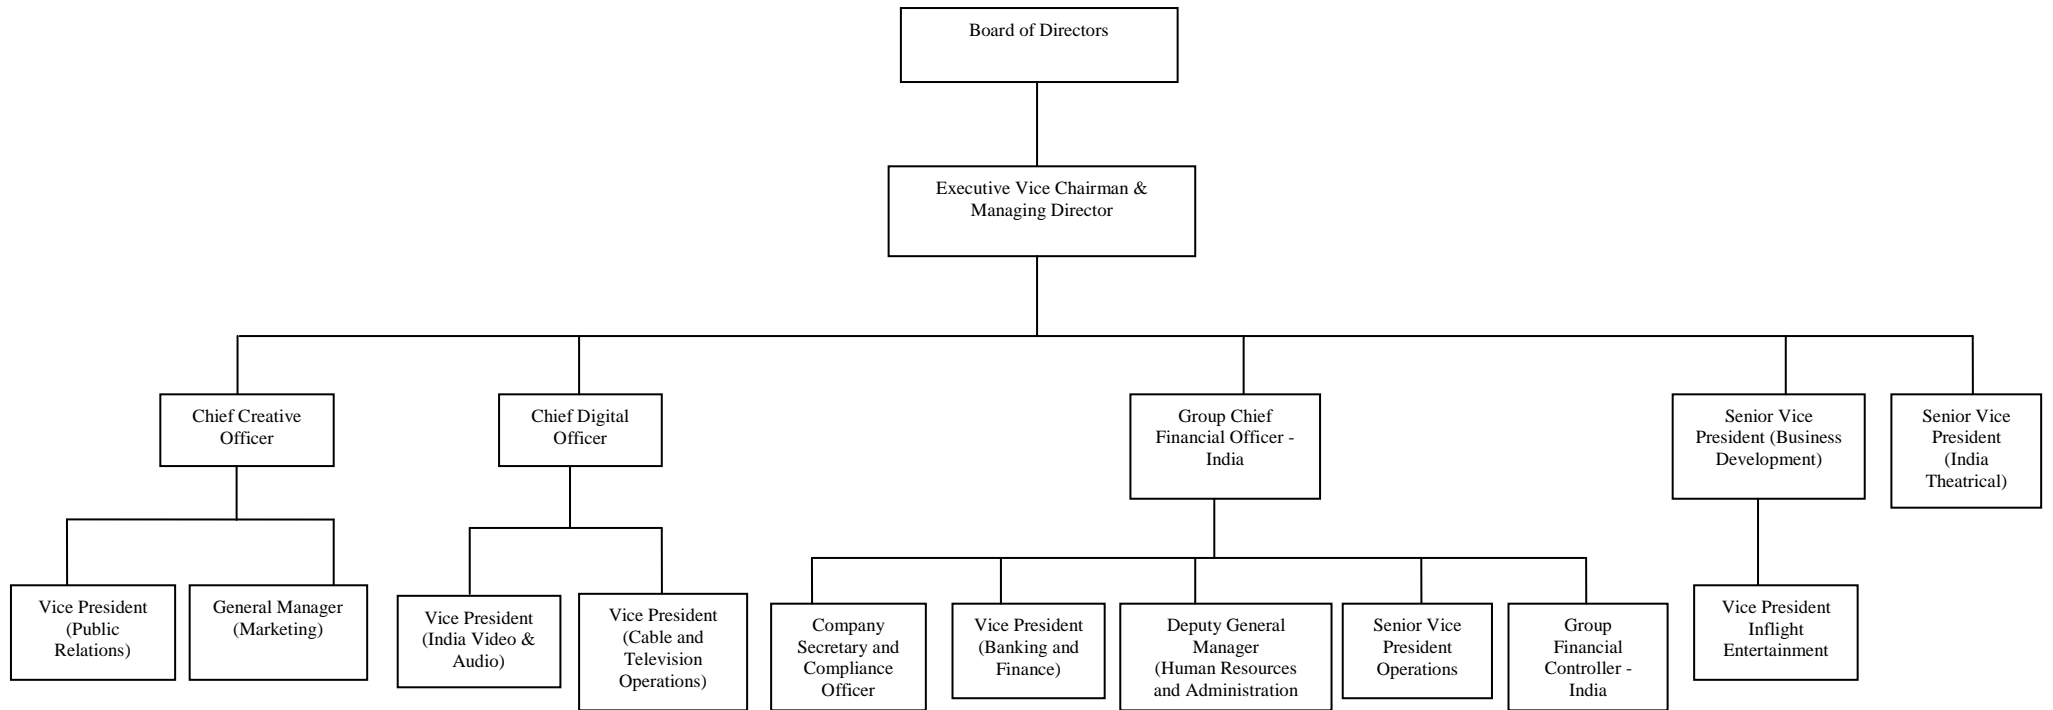 Board of Directors
Executive Vice Chairman &
Managing Director
Chief Creative
Officer
Chief Digital
Officer
Group Chief
Financial Officer -
India
Senior Vice
President (Business
Development)
Senior Vice
President
(India
Theatrical)
Vice President
(Public
Relations)
General Manager
(Marketing)
Vice President
(India Video &
Audio)
Vice President
(Cable and
Television
Operations)
Company
Secretary and
Compliance
Officer
Vice President
(Banking and
Finance)
Deputy General
Manager
(Human Resources
and Administration
Senior Vice
President
Operations
Group
Financial
Controller -
India
Vice President
Inflight
Entertainment